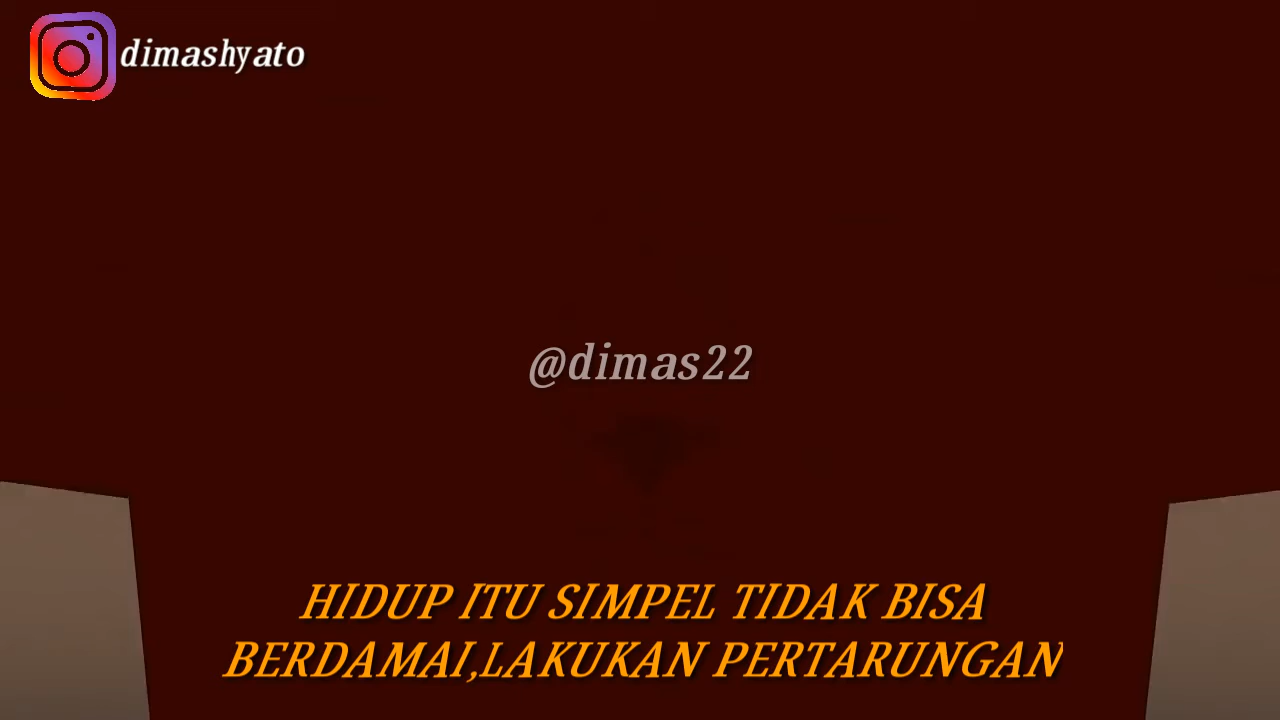 dimashyato
@dimas22
HIDUP ITU SIMPEL TIDAK BISA
BERDAMAI,LAKUKAN PERTARUNGAN